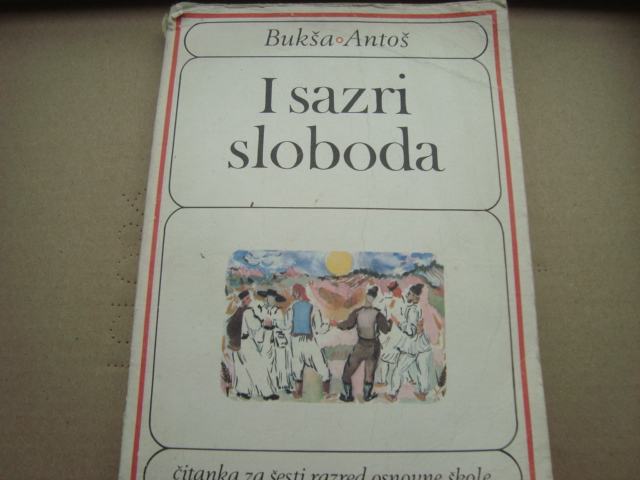 Bukša Antoš
I sazri
sloboda
čitanka za šesti razred osnovne škole